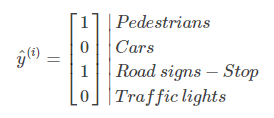 1 Pedestrians
0 Cars
ŷ(i) = 1 Road signs − Stop
0 Traffic lights